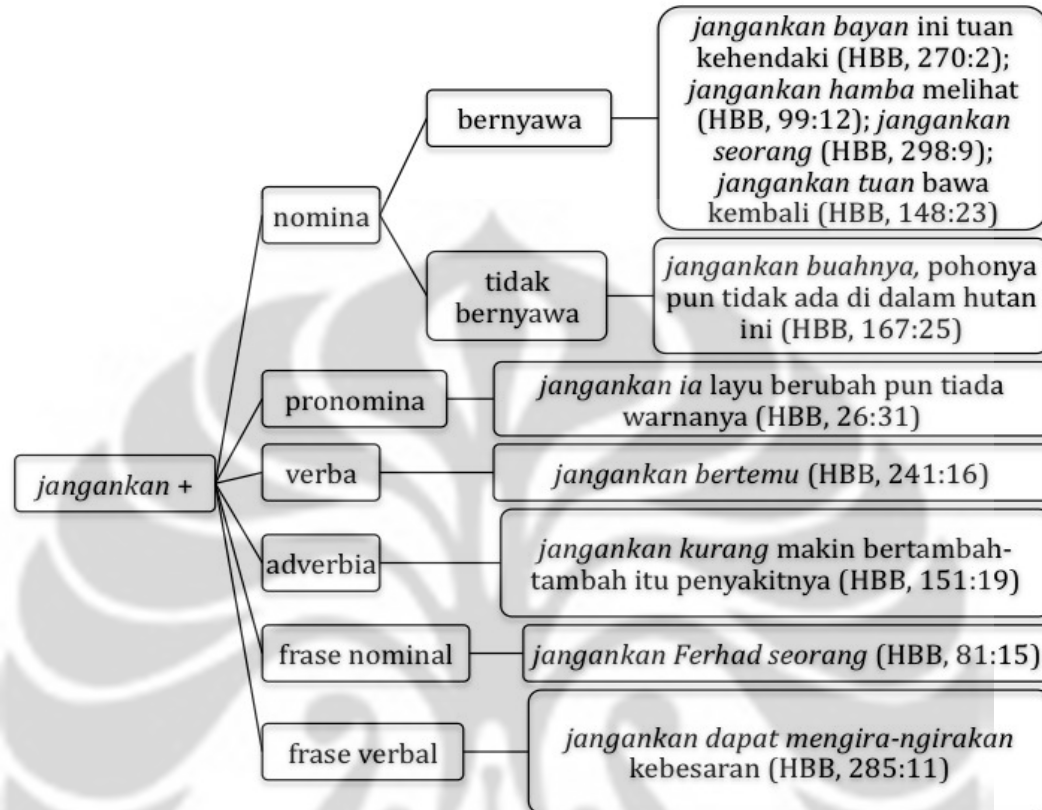 jangankan +
nomina
bernyawa
jangankan bayan ini tuan
kehendaki (HBB, 270:2);
jangankan hamba melihat
(HBB, 99:12); jangankan
seorang (HBB, 298:9);
jangankan tuan bawa
kembali (HBB, 148:23)
tidak
bernyawa
jangankan buahnya, pohonya
pun tidak ada di dalam hutan
ini (HBB, 167:25)
pronomina
jangankan ia layu berubah pun tiada
warnanya (HBB, 26:31)
verba
jangankan bertemu (HBB, 241:16)
adverbia
jangankan kurang makin bertambah-
tambah itu penyakitnya (HBB, 151:19)
frase nominal
jangankan Ferhad seorang (HBB, 81:15)
frase verbal
jangankan dapat mengira-ngirakan
kebesaran (HBB, 285:11)